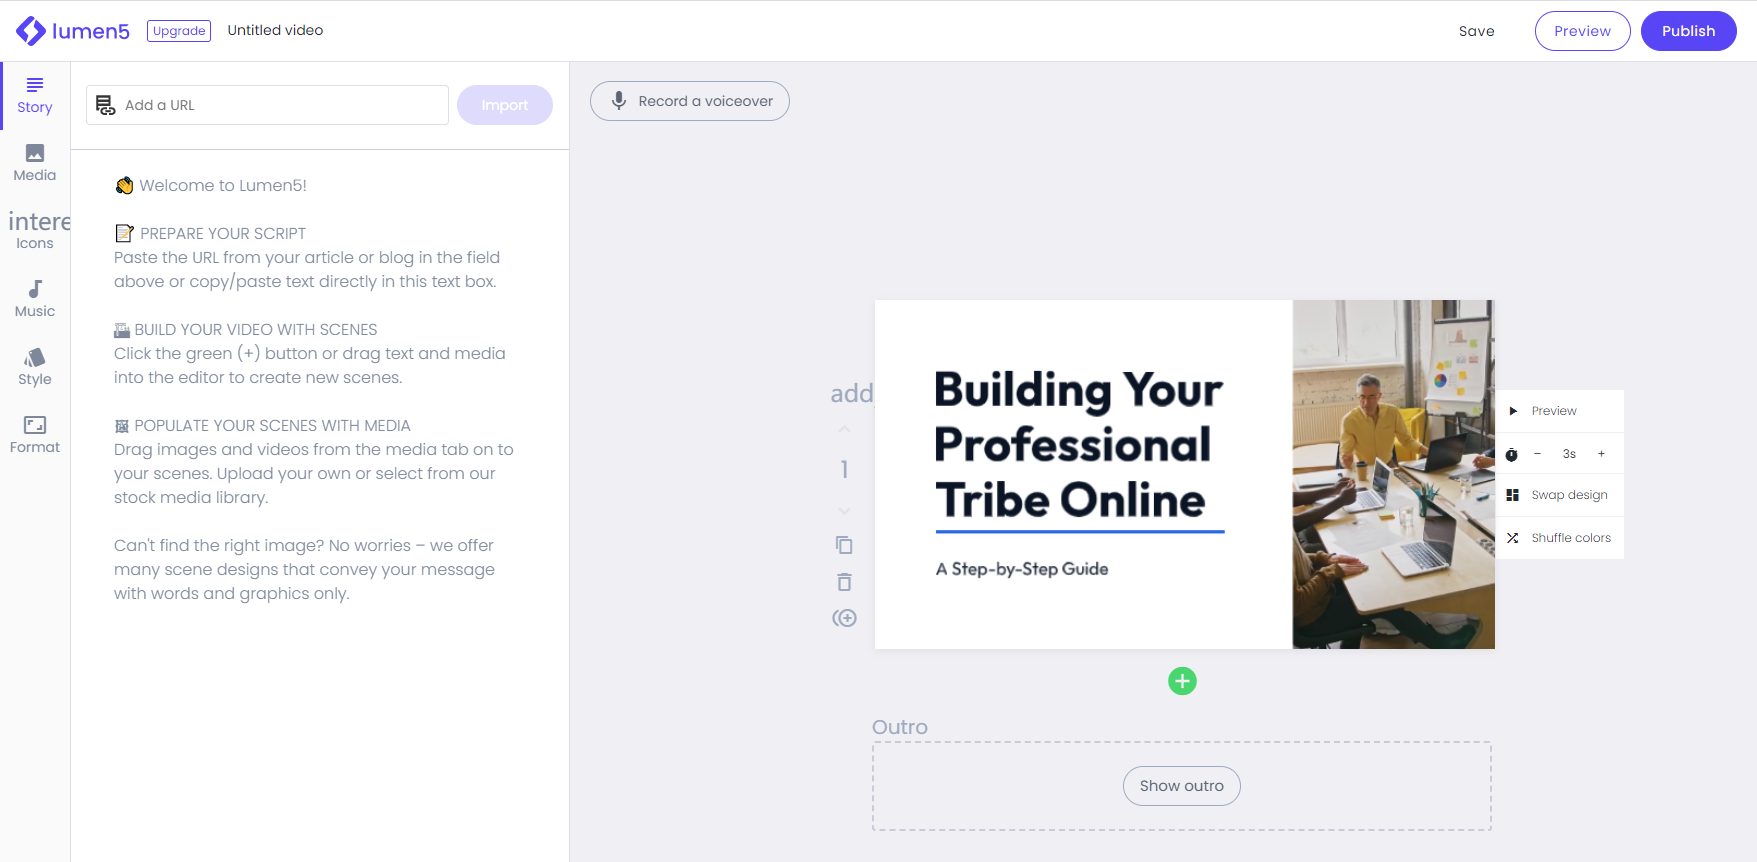 lumen5 Upgrade Untitled video Save Preview Publish
Story
Media
intere
Icons
Music
Style
Format
Add a URL Import
👏 Welcome to Lumen5!
📝 PREPARE YOUR SCRIPT
Paste the URL from your article or blog in the field
above or copy/paste text directly in this text box.
BUILD YOUR VIDEO WITH SCENES
Click the green (+) button or drag text and media
into the editor to create new scenes.
POPULATE YOUR SCENES WITH MEDIA
Drag images and videos from the media tab on to
your scenes. Upload your own or select from our
stock media library.
Can't find the right image? No worries – we offer
many scene designs that convey your message
with words and graphics only.
Record a voiceover
add
1
Building Your
Professional
Tribe Online
A Step-by-Step Guide
Preview
− 3s +
Swap design
Shuffle colors
Outro
Show outro